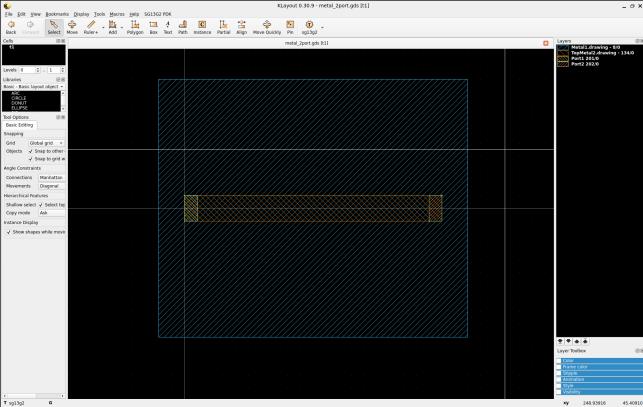 KLayout 0.30.9 - metal_2port.gds [t1]
File Edit View Bookmarks Display Tools Macros Help SG13G2 PDK
Back Forward Select Move Ruler+ Add Polygon Box Text Path Instance Partial Align Move Quickly Pin sg13g2
Cells
t1
Levels 0 .. 1
Libraries
Basic - Basic layout object
ARC
CIRCLE
DONUT
ELLIPSE
Tool Options
Basic Editing
Snapping
Grid Global grid
Objects Snap to other
Snap to grid w
Angle Constraints
Connections Manhattan
Movements Diagonal
Hierarchical Features
Shallow select Select top
Copy mode Ask
Instance Display
Show shapes while move
metal_2port.gds [t1]
Layers
Metal1.drawing - 8/0
TopMetal2.drawing - 134/0
Port1 201/0
Port2 202/0
Layer Toolbox
Color
Frame color
Stipple
Animation
Style
Visibility
T sg13g2 G xy 248.93916 45.40910